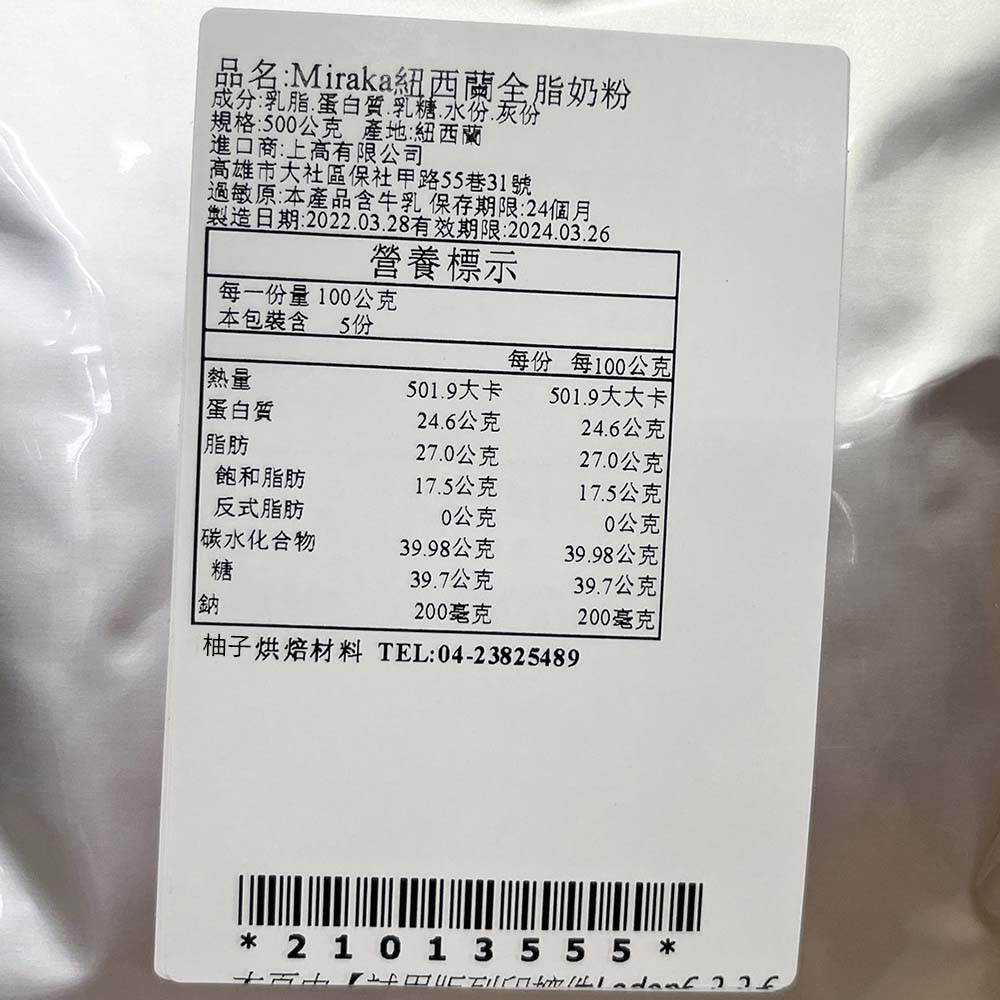 品名:Miraka紐西蘭全脂奶粉
成分:乳脂.蛋白質.乳糖.水份.灰份
規格:500公克 產地:紐西蘭
進口商:上高有限公司
高雄市大社區保社甲路55巷31號
過敏原:本產品含牛乳 保存期限:24個月
製造日期:2022.03.28有效期限:2024.03.26
營養標示
每一份量 100公克
本包裝含 5份
每份 每100公克
熱量 501.9大卡 501.9大大卡
蛋白質 24.6公克 24.6公克
脂肪 27.0公克 27.0公克
飽和脂肪 17.5公克 17.5公克
反式脂肪 0公克 0公克
碳水化合物 39.98公克 39.98公克
糖 39.7公克 39.7公克
鈉 200毫克 200毫克
柚子烘焙材料 TEL:04-23825489
*21013555*